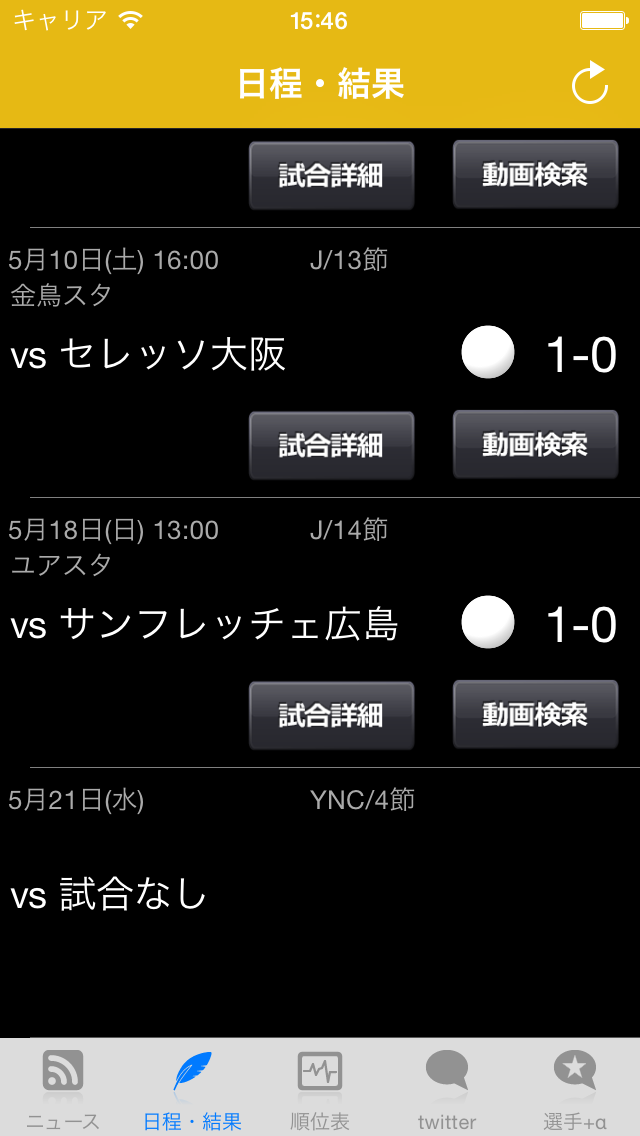 キャリア 15:46
日程・結果
試合詳細 動画検索
5月10日(土) 16:00 J/13節
金鳥スタ
vs セレッソ大阪 1-0
試合詳細 動画検索
5月18日(日) 13:00 J/14節
ユアスタ
vs サンフレッチェ広島 1-0
試合詳細 動画検索
5月21日(水) YNC/4節
vs 試合なし
ニュース 日程・結果 順位表 twitter 選手+α